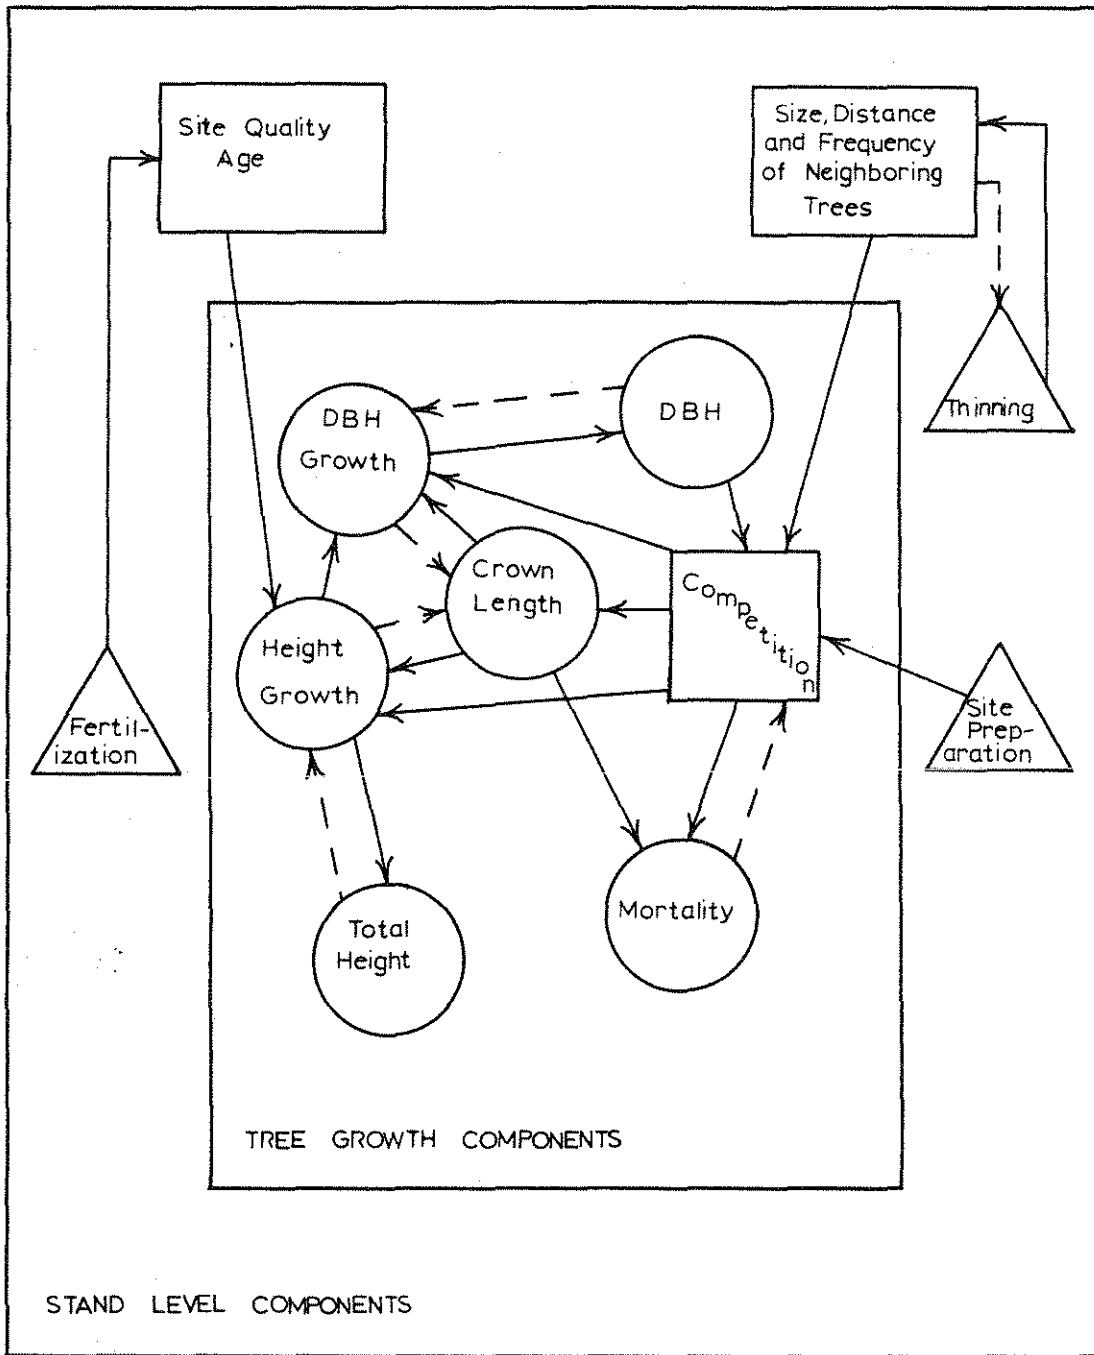 Site Quality
Age
Size, Distance
and Frequency
of Neighboring
Trees
Thinning
DBH
Growth
DBH
Crown
Length
Competition
Height
Growth
Fertil-
ization
Site
Prep-
aration
Total
Height
Mortality
TREE GROWTH COMPONENTS
STAND LEVEL COMPONENTS